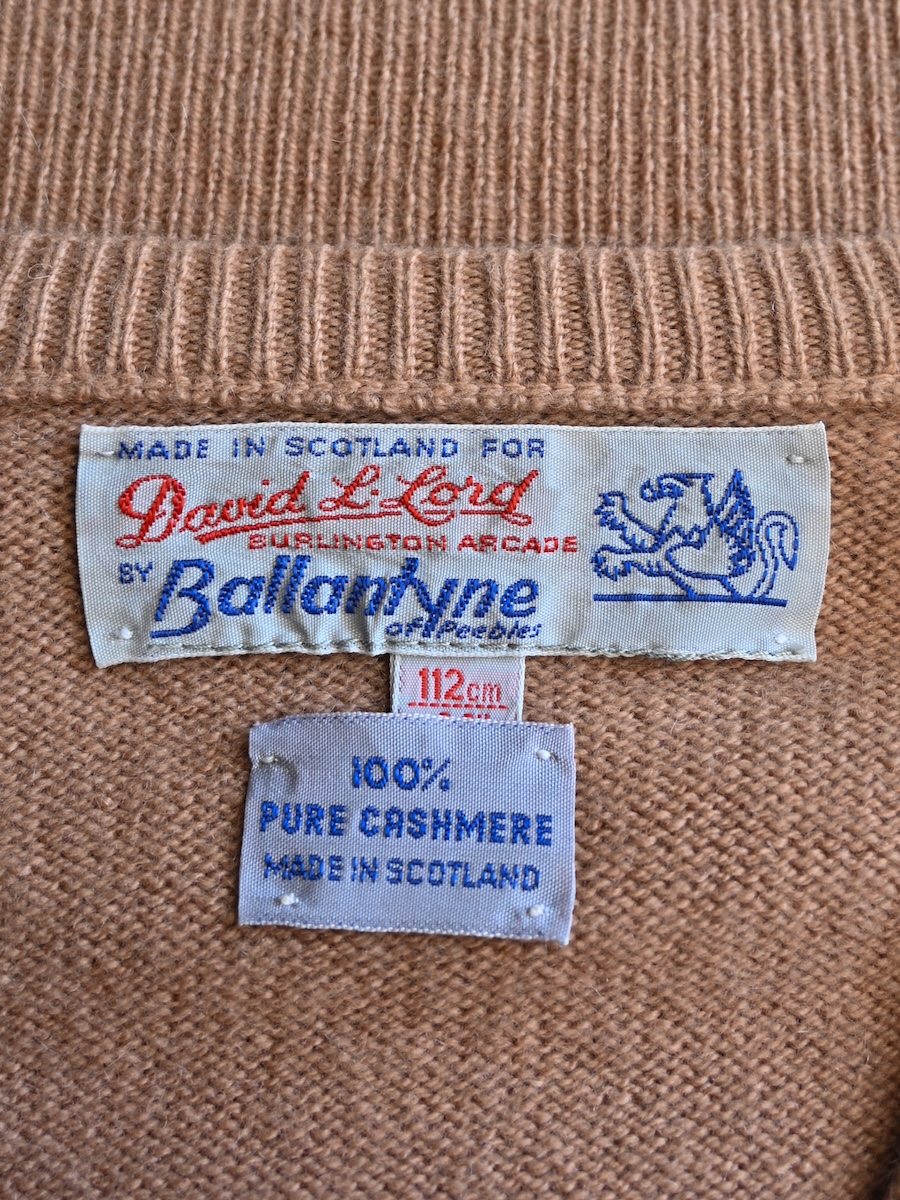 MADE IN SCOTLAND FOR
David L. Lord
BURLINGTON ARCADE
BY Ballantyne
of Peebles
112cm
100%
PURE CASHMERE
MADE IN SCOTLAND